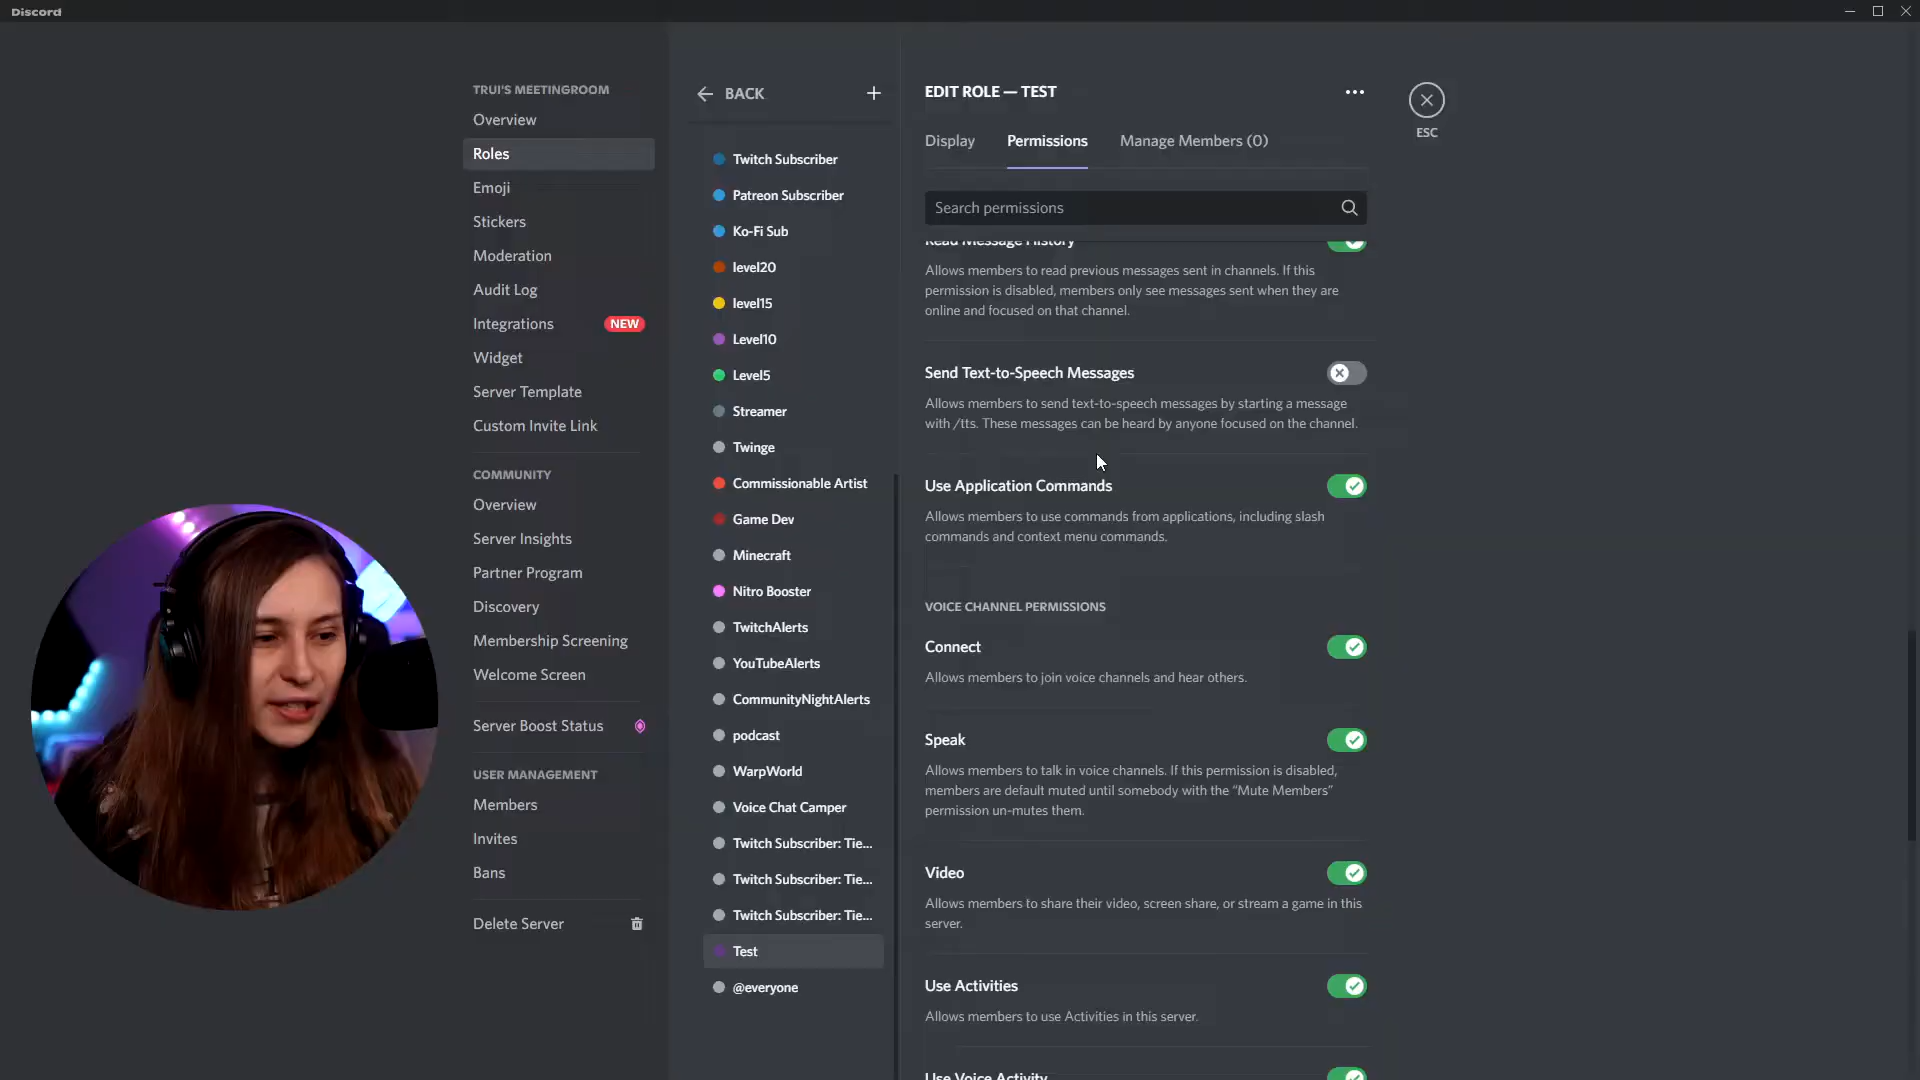 Discord
TRUI'S MEETINGROOM
Overview
Roles
Emoji
Stickers
Moderation
Audit Log
Integrations
NEW
Widget
Server Template
Custom Invite Link
COMMUNITY
Overview
Server Insights
Partner Program
Discovery
Membership Screening
Welcome Screen
Server Boost Status
USER MANAGEMENT
Members
Invites
Bans
Delete Server
BACK
Twitch Subscriber
Patreon Subscriber
Ko-Fi Sub
level20
level15
Level10
Level5
Streamer
Twinge
Commissionable Artist
Game Dev
Minecraft
Nitro Booster
TwitchAlerts
YouTubeAlerts
CommunityNightAlerts
podcast
WarpWorld
Voice Chat Camper
Twitch Subscriber: Tie...
Twitch Subscriber: Tie...
Twitch Subscriber: Tie...
Test
@everyone
EDIT ROLE — TEST
Display
Permissions
Manage Members (0)
Search permissions
Read Message History
Allows members to read previous messages sent in channels. If this
permission is disabled, members only see messages sent when they are
online and focused on that channel.
Send Text-to-Speech Messages
Allows members to send text-to-speech messages by starting a message
with /tts. These messages can be heard by anyone focused on the channel.
Use Application Commands
Allows members to use commands from applications, including slash
commands and context menu commands.
VOICE CHANNEL PERMISSIONS
Connect
Allows members to join voice channels and hear others.
Speak
Allows members to talk in voice channels. If this permission is disabled,
members are default muted until somebody with the “Mute Members”
permission un-mutes them.
Video
Allows members to share their video, screen share, or stream a game in this
server.
Use Activities
Allows members to use Activities in this server.
Use Voice Activity
ESC